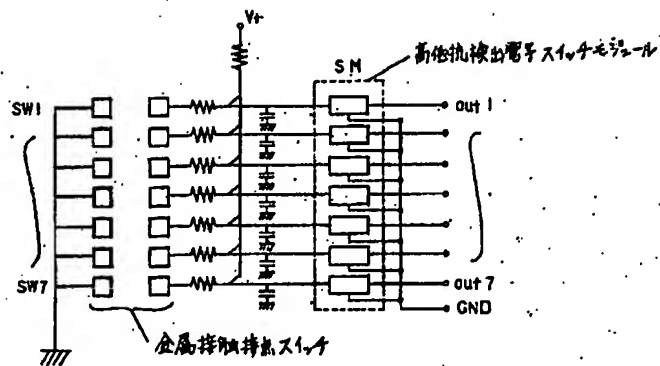 V+
高抵抗検出電子スイッチモジュール
SM
SW1
out 1
SW7
out 7
GND
金属接触接点スイッチ